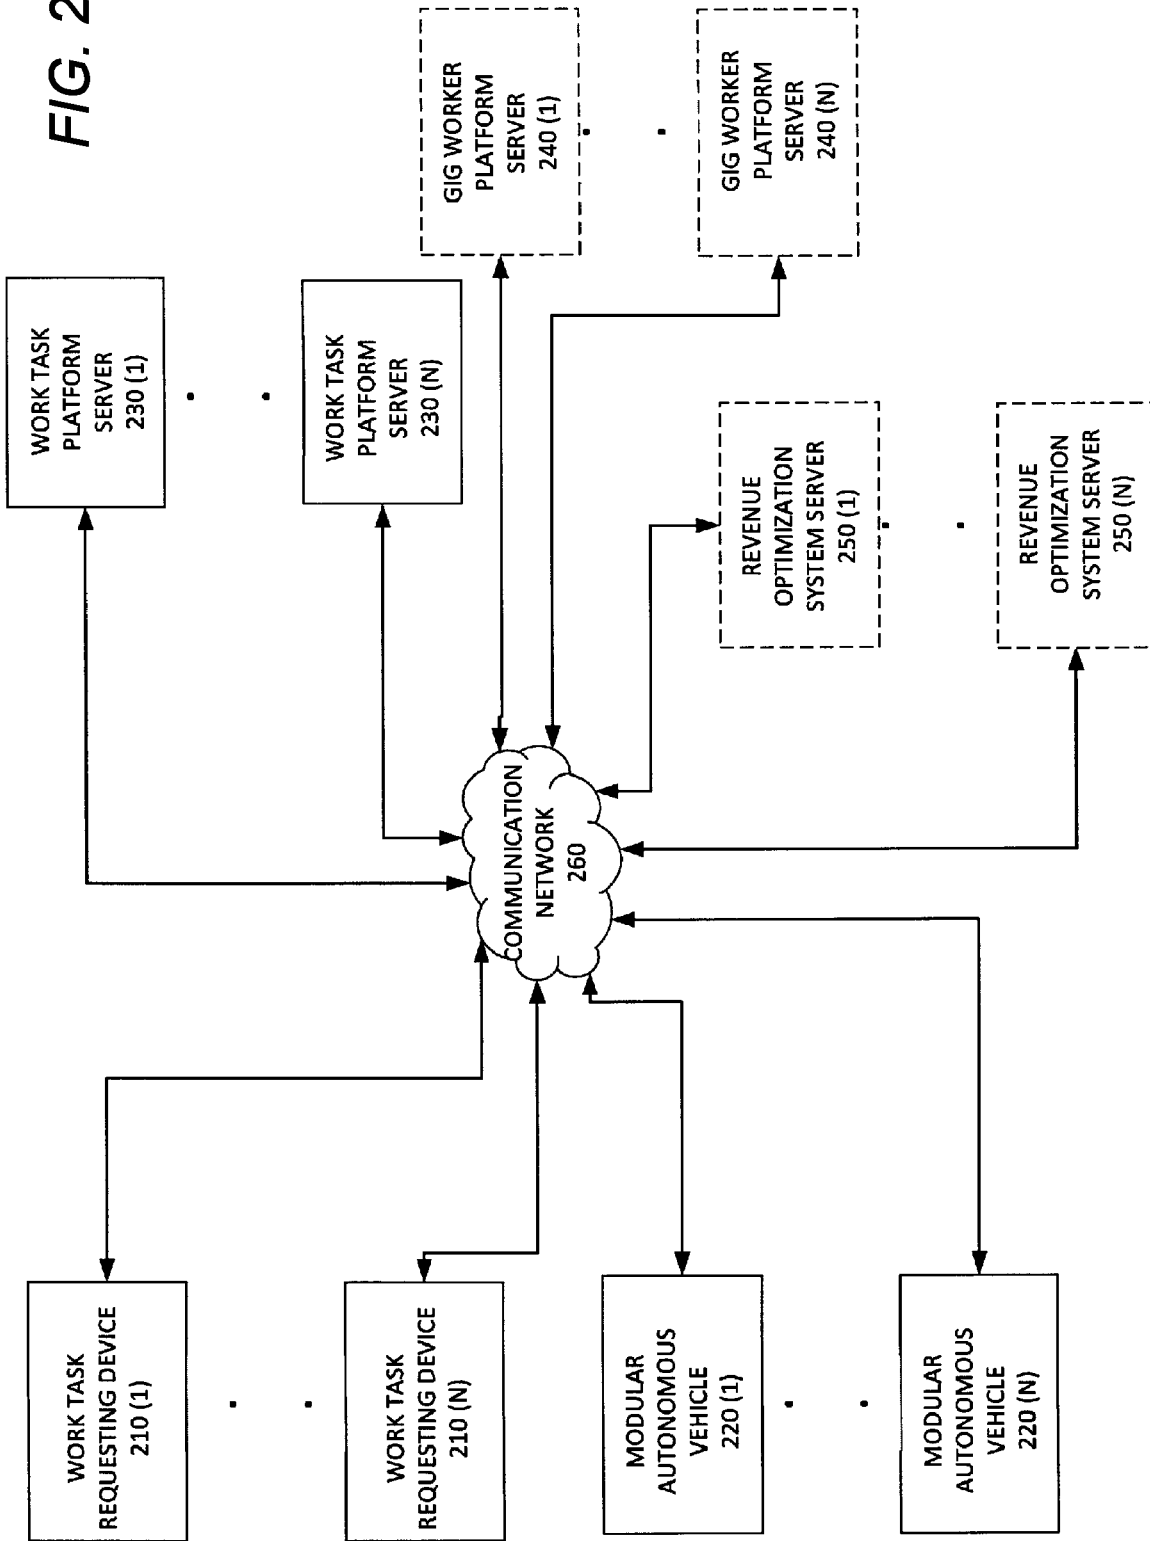 FIG. 2
WORK TASK
REQUESTING DEVICE
210 (1)
WORK TASK
REQUESTING DEVICE
210 (N)
MODULAR
AUTONOMOUS
VEHICLE
220 (1)
MODULAR
AUTONOMOUS
VEHICLE
220 (N)
COMMUNICATION
NETWORK
260
WORK TASK
PLATFORM
SERVER
230 (1)
WORK TASK
PLATFORM
SERVER
230 (N)
GIG WORKER
PLATFORM
SERVER
240 (1)
GIG WORKER
PLATFORM
SERVER
240 (N)
REVENUE
OPTIMIZATION
SYSTEM SERVER
250 (1)
REVENUE
OPTIMIZATION
SYSTEM SERVER
250 (N)